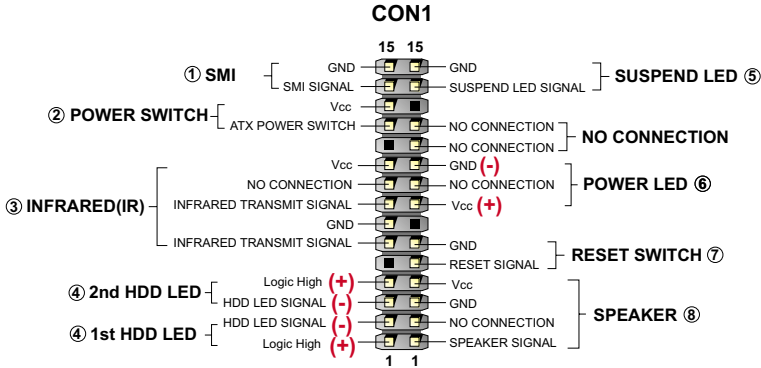 CON1
15 15
① SMI
GND
SMI SIGNAL
② POWER SWITCH
Vcc
ATX POWER SWITCH
③ INFRARED(IR)
Vcc
NO CONNECTION
INFRARED TRANSMIT SIGNAL
GND
INFRARED TRANSMIT SIGNAL
④ 2nd HDD LED
Logic High (+)
HDD LED SIGNAL (-)
④ 1st HDD LED
HDD LED SIGNAL (-)
Logic High (+)
GND
SUSPEND LED SIGNAL
SUSPEND LED ⑤
NO CONNECTION
NO CONNECTION
NO CONNECTION
GND (-)
NO CONNECTION
Vcc (+)
POWER LED ⑥
GND
RESET SIGNAL
RESET SWITCH ⑦
Vcc
GND
NO CONNECTION
SPEAKER SIGNAL
SPEAKER ⑧
1 1